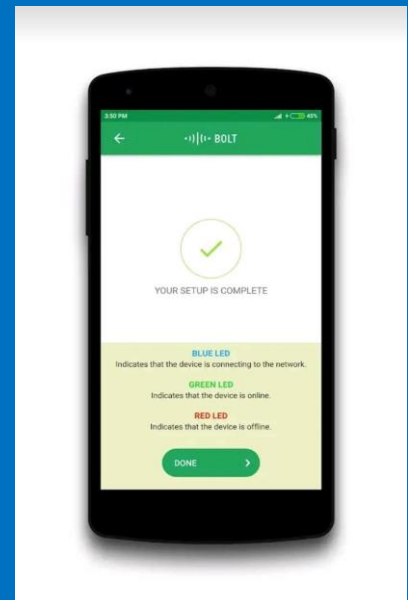 3:50 PM 40%
BOLT
YOUR SETUP IS COMPLETE
BLUE LED
Indicates that the device is connecting to the network.
GREEN LED
Indicates that the device is online.
RED LED
Indicates that the device is offline.
DONE